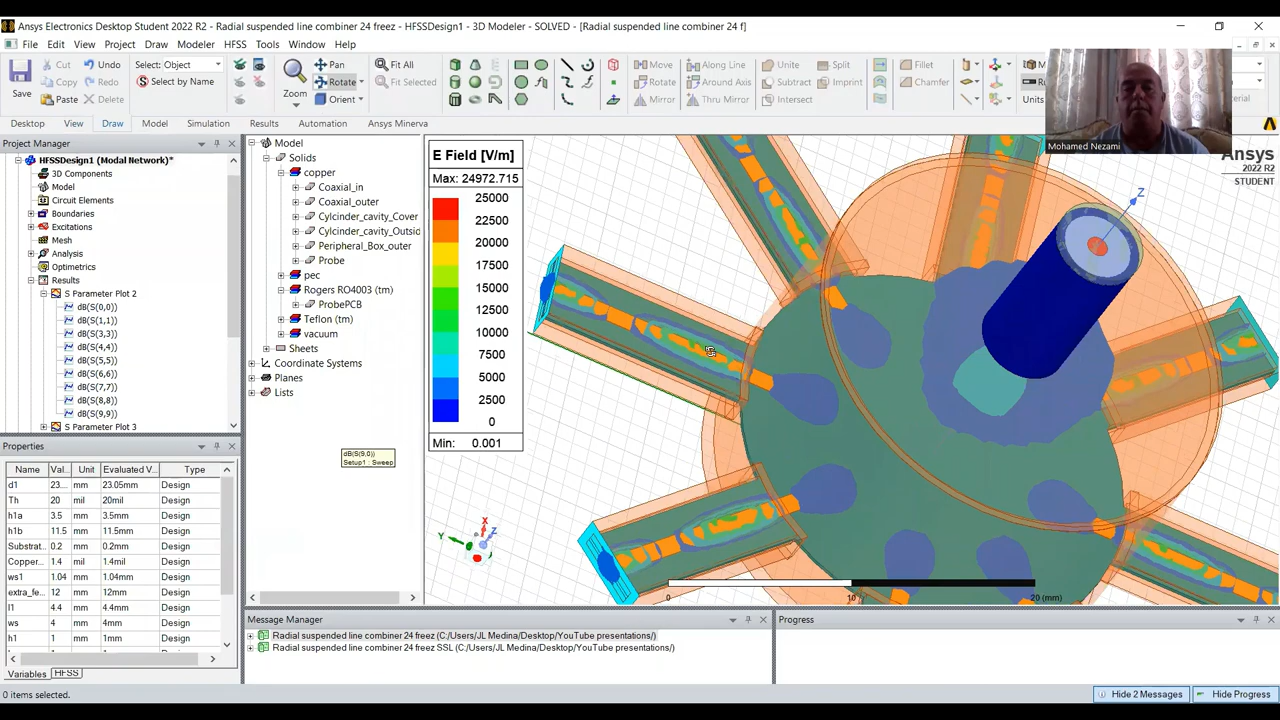 Ansys Electronics Desktop Student 2022 R2 - Radial suspended line combiner 24 freez - HFSSDesign1 - 3D Modeler - SOLVED - [Radial suspended line combiner 24 f]
File Edit View Project Draw Modeler HFSS Tools Window Help
Save
Cut Undo
Copy Redo
Paste Delete
Select: Object
Select by Name
Zoom
Pan
Rotate
Orient
Fit All
Fit Selected
Move Along Line
Rotate Around Axis
Mirror Thru Mirror
Unite Split
Subtract Imprint
Intersect
Fillet
Chamfer
Units
Desktop View Draw Model Simulation Results Automation Ansys Minerva
Mohamed Nezami
Ansys
2022 R2
STUDENT
Project Manager
HFSSDesign1 (Modal Network)*
3D Components
Model
Circuit Elements
Boundaries
Excitations
Mesh
Analysis
Optimetrics
Results
S Parameter Plot 2
dB(S(0,0))
dB(S(1,1))
dB(S(3,3))
dB(S(4,4))
dB(S(5,5))
dB(S(6,6))
dB(S(7,7))
dB(S(8,8))
dB(S(9,9))
S Parameter Plot 3
Model
Solids
copper
Coaxial_in
Coaxial_outer
Cylcinder_cavity_Cover
Cylcinder_cavity_Outsid
Peripheral_Box_outer
Probe
pec
Rogers RO4003 (tm)
ProbePCB
Teflon (tm)
vacuum
Sheets
Coordinate Systems
Planes
Lists
dB(S(9,0))
Setup1 : Sweep
E Field [V/m]
Max: 24972.715
25000
22500
20000
17500
15000
12500
10000
7500
5000
2500
0
Min: 0.001
Z
X
Y Z
0 10 20 (mm)
Properties
Name Val... Unit Evaluated V... Type
d1 23.... mm 23.05mm Design
Th 20 mil 20mil Design
h1a 3.5 mm 3.5mm Design
h1b 11.5 mm 11.5mm Design
Substrat... 0.2 mm 0.2mm Design
Copper... 1.4 mil 1.4mil Design
ws1 1.04 mm 1.04mm Design
extra_fe... 12 mm 12mm Design
l1 4.4 mm 4.4mm Design
ws 4 mm 4mm Design
h1 1 mm 1mm Design
Variables HFSS
Message Manager
Radial suspended line combiner 24 freez (C:/Users/JL Medina/Desktop/YouTube presentations/)
Radial suspended line combiner 24 freez SSL (C:/Users/JL Medina/Desktop/YouTube presentations/)
Progress
0 items selected.
Hide 2 Messages Hide Progress